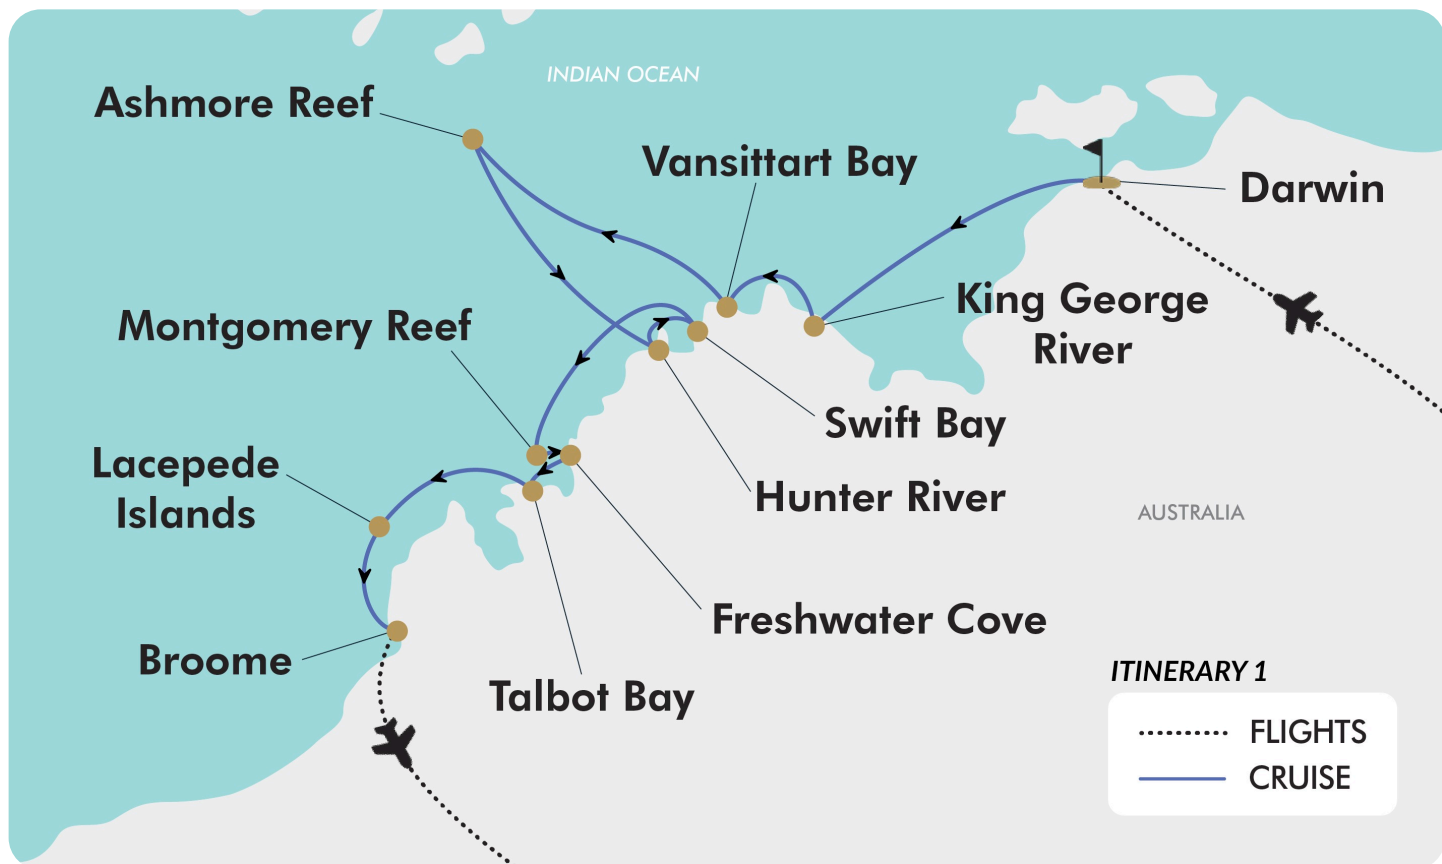 INDIAN OCEAN
Ashmore Reef
Vansittart Bay
Darwin
King George
River
Montgomery Reef
Swift Bay
Lacepede
Islands
Hunter River
AUSTRALIA
Freshwater Cove
Broome
Talbot Bay
ITINERARY 1
FLIGHTS
CRUISE